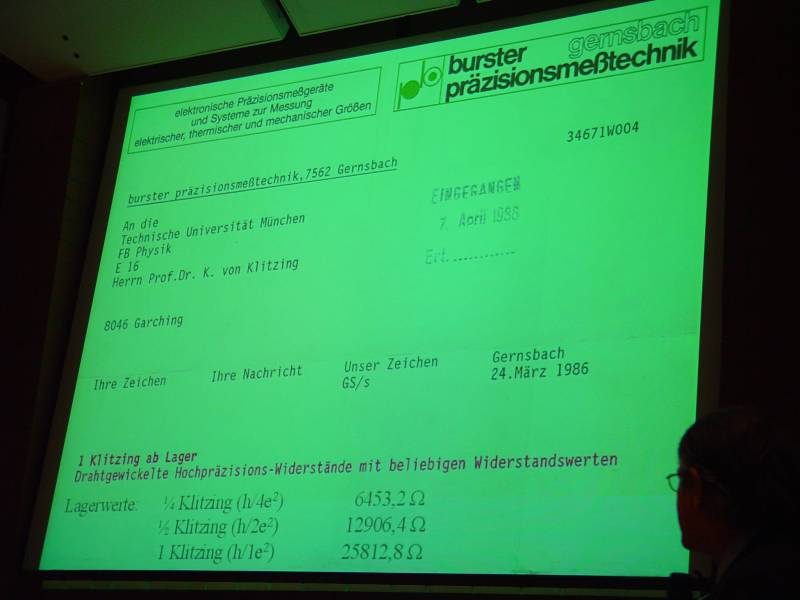 elektronische Präzisionsmeßgeräte
und Systeme zur Messung
elektrischer, thermischer und mechanischer Größen
burster gernsbach
präzisionsmeßtechnik
34671W004
burster präzisionsmeßtechnik,7562 Gernsbach
EINGEGANGEN
7. April 1986
Erl. ............
An die
Technische Universität München
FB Physik
E 16
Herrn Prof.Dr. K. von Klitzing
8046 Garching
Ihre Zeichen Ihre Nachricht Unser Zeichen Gernsbach
GS/s 24.März 1986
1 Klitzing ab Lager
Drahtgewickelte Hochpräzisions-Widerstände mit beliebigen Widerstandswerten
Lagerwerte: ¼ Klitzing (h/4e²) 6453,2 Ω
½ Klitzing (h/2e²) 12906,4 Ω
1 Klitzing (h/1e²) 25812,8 Ω